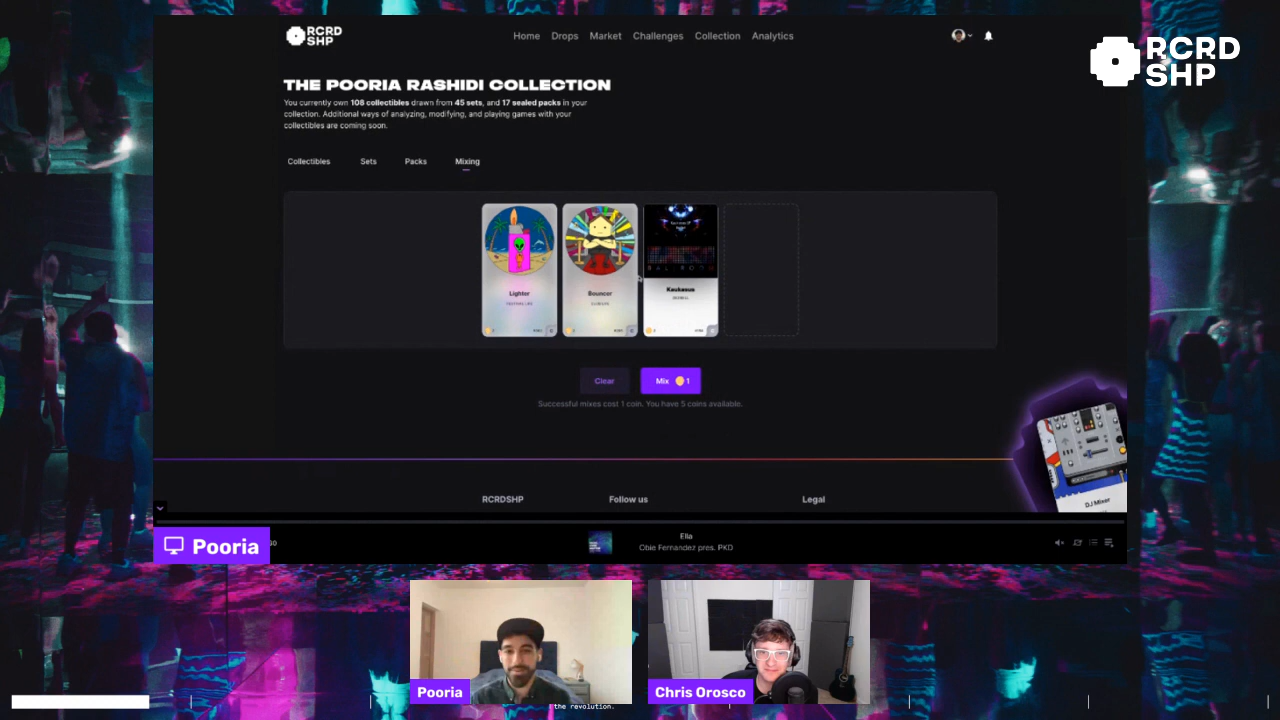 RCRD
SHP
Home Drops Market Challenges Collection Analytics
RCRD
SHP
THE POORIA RASHIDI COLLECTION
You currently own 108 collectibles drawn from 45 sets, and 17 sealed packs in your
collection. Additional ways of analyzing, modifying, and playing games with your
collectibles are coming soon.
Collectibles Sets Packs Mixing
Lighter
Bouncer
Kaukasus
Clear
Mix 1
Successful mixes cost 1 coin. You have 5 coins available.
DJ Mixer
RCRDSHP Follow us Legal
Ella
Obie Fernandez pres. PKD
Pooria
Pooria
Chris Orosco
the revolution.